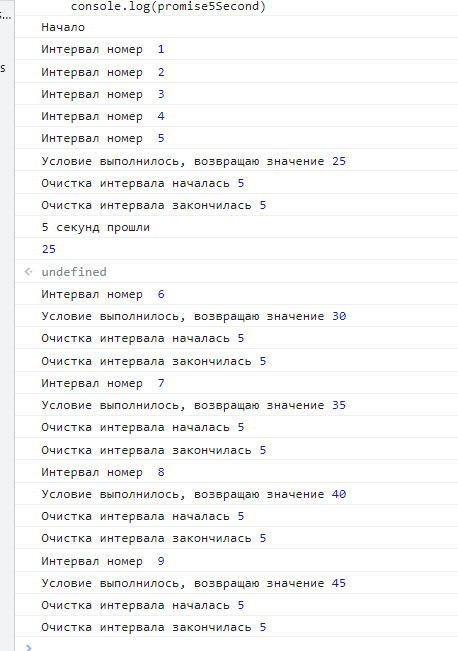 console.log(promise5Second)
s...
Начало
s
Интервал номер  1
Интервал номер  2
Интервал номер  3
Интервал номер  4
Интервал номер  5
Условие выполнилось, возвращаю значение 25
Очистка интервала началась 5
Очистка интервала закончилась 5
5 секунд прошли
25
undefined
Интервал номер  6
Условие выполнилось, возвращаю значение 30
Очистка интервала началась 5
Очистка интервала закончилась 5
Интервал номер  7
Условие выполнилось, возвращаю значение 35
Очистка интервала началась 5
Очистка интервала закончилась 5
Интервал номер  8
Условие выполнилось, возвращаю значение 40
Очистка интервала началась 5
Очистка интервала закончилась 5
Интервал номер  9
Условие выполнилось, возвращаю значение 45
Очистка интервала началась 5
Очистка интервала закончилась 5